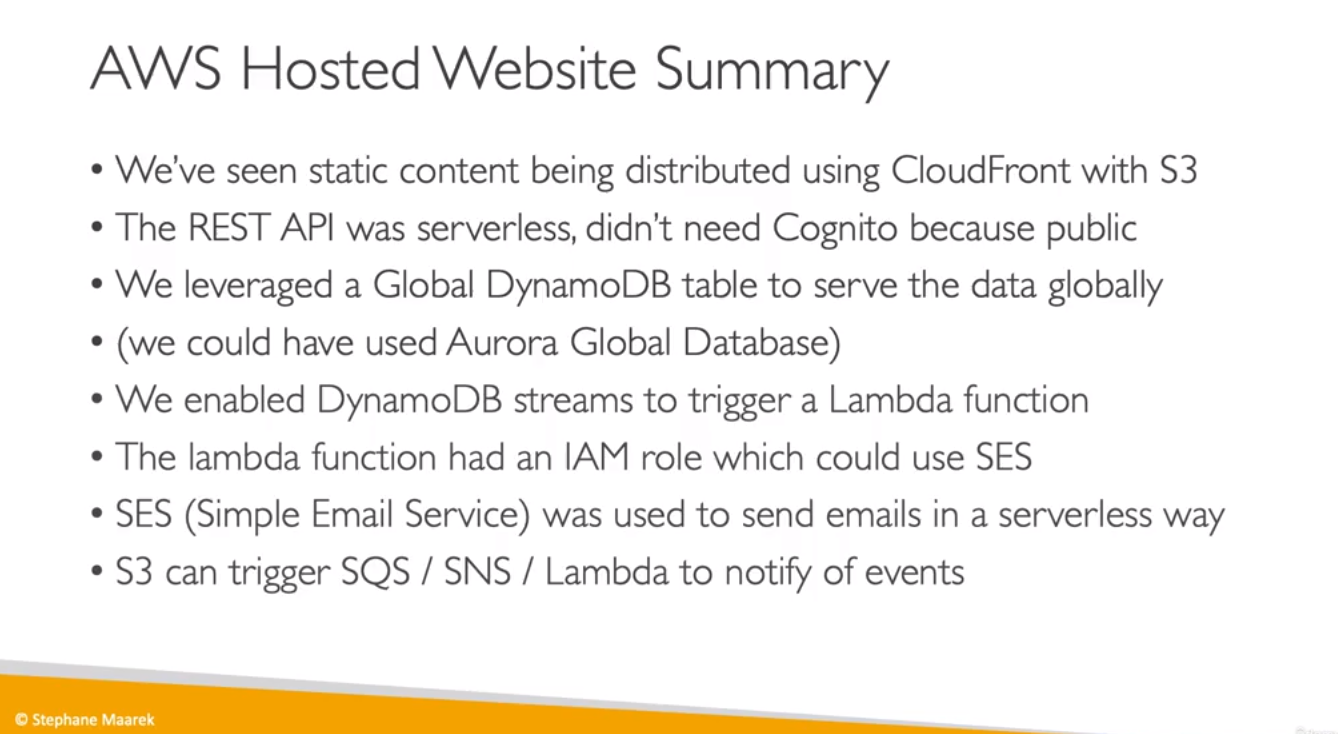 AWS Hosted Website Summary
• We've seen static content being distributed using CloudFront with S3
• The REST API was serverless, didn't need Cognito because public
• We leveraged a Global DynamoDB table to serve the data globally
• (we could have used Aurora Global Database)
• We enabled DynamoDB streams to trigger a Lambda function
• The lambda function had an IAM role which could use SES
• SES (Simple Email Service) was used to send emails in a serverless way
• S3 can trigger SQS / SNS / Lambda to notify of events
© Stephane Maarek